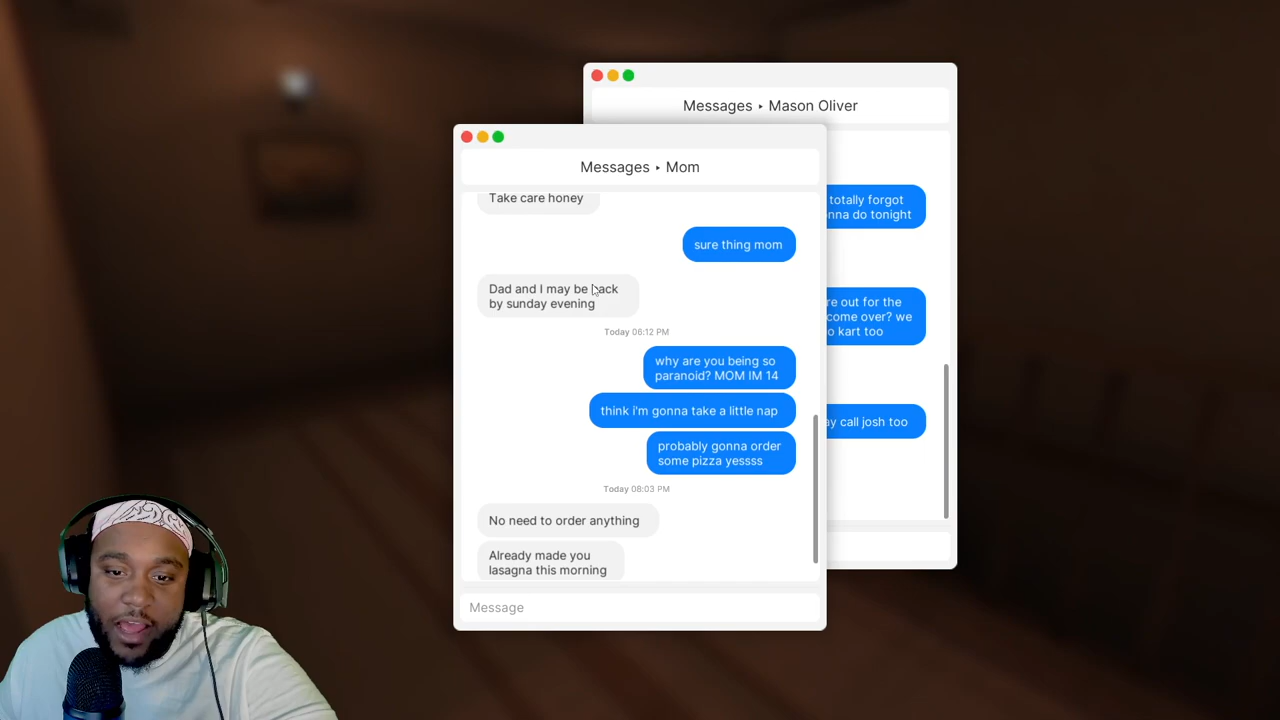 Messages ▸ Mason Oliver
totally forgot
nna do tonight
re out for the
come over? we
o kart too
ay call josh too
Messages ▸ Mom
Take care honey
sure thing mom
Dad and I may be back
by sunday evening
Today 06:12 PM
why are you being so
paranoid? MOM IM 14
think i'm gonna take a little nap
probably gonna order
some pizza yessss
Today 08:03 PM
No need to order anything
Already made you
lasagna this morning
Message